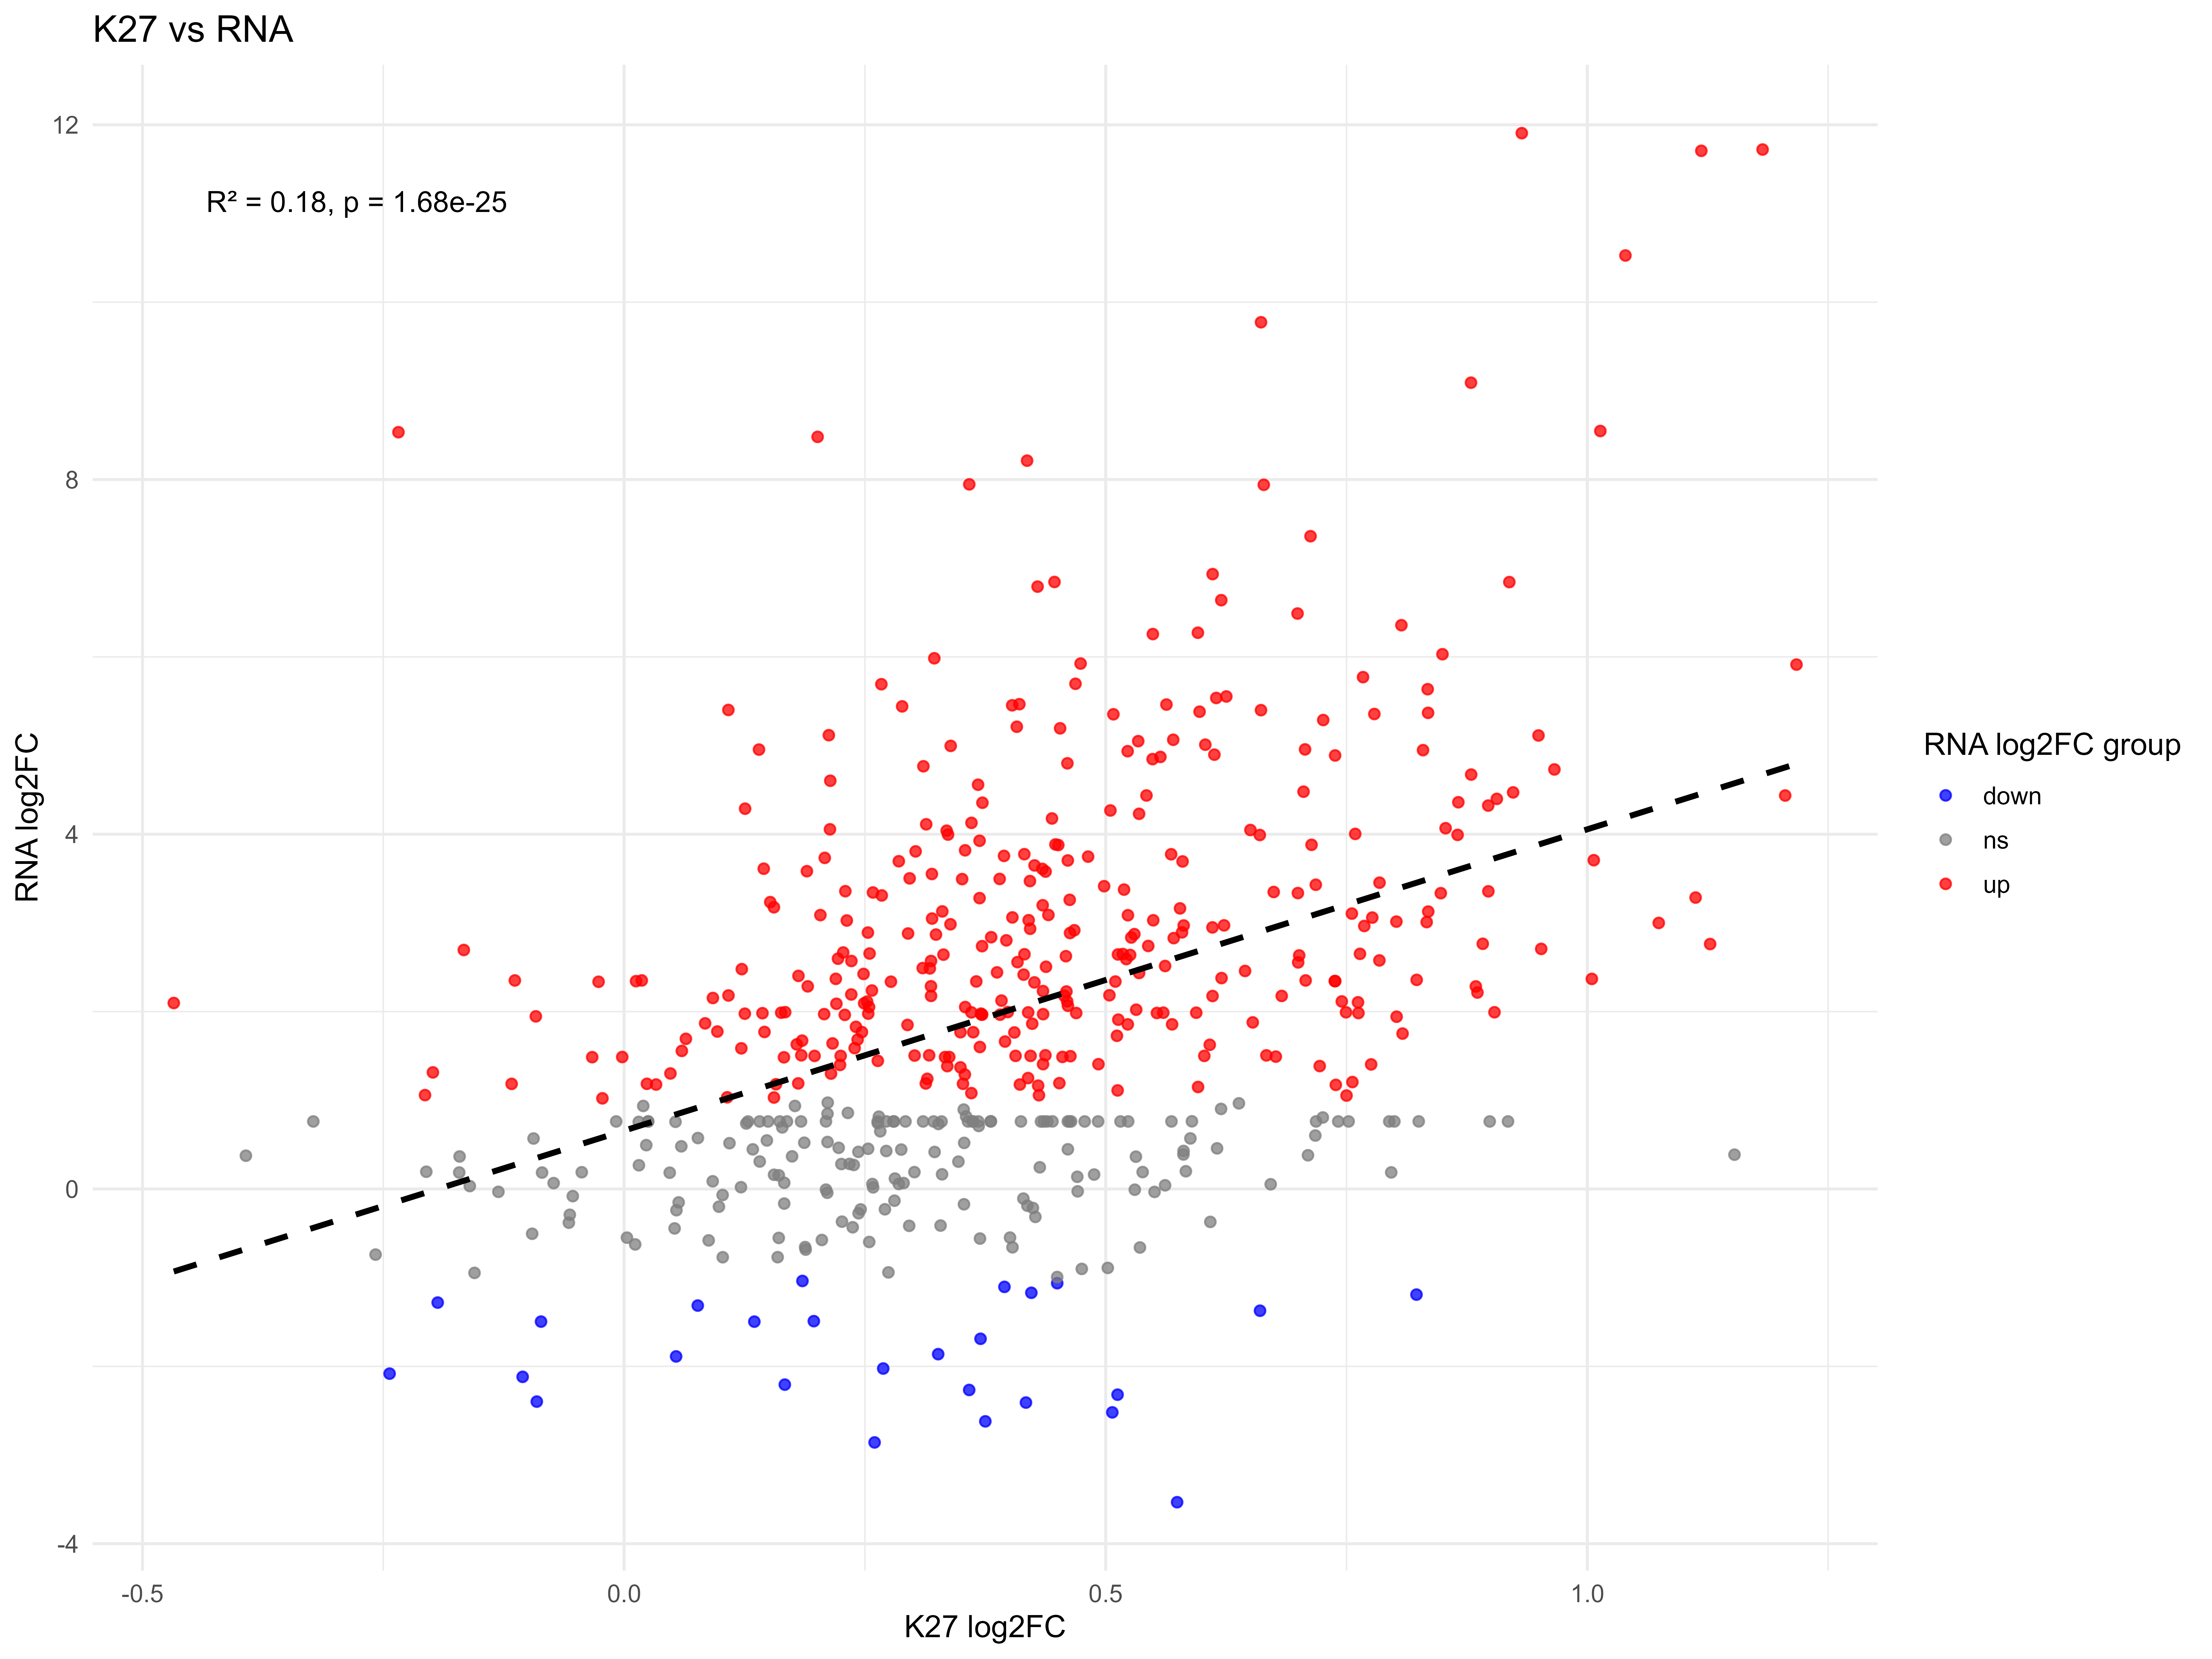 K27 vs RNA
R² = 0.18, p = 1.68e-25
12
8
4
0
-4
RNA log2FC
-0.5
0.0
0.5
1.0
K27 log2FC
RNA log2FC group
down
ns
up